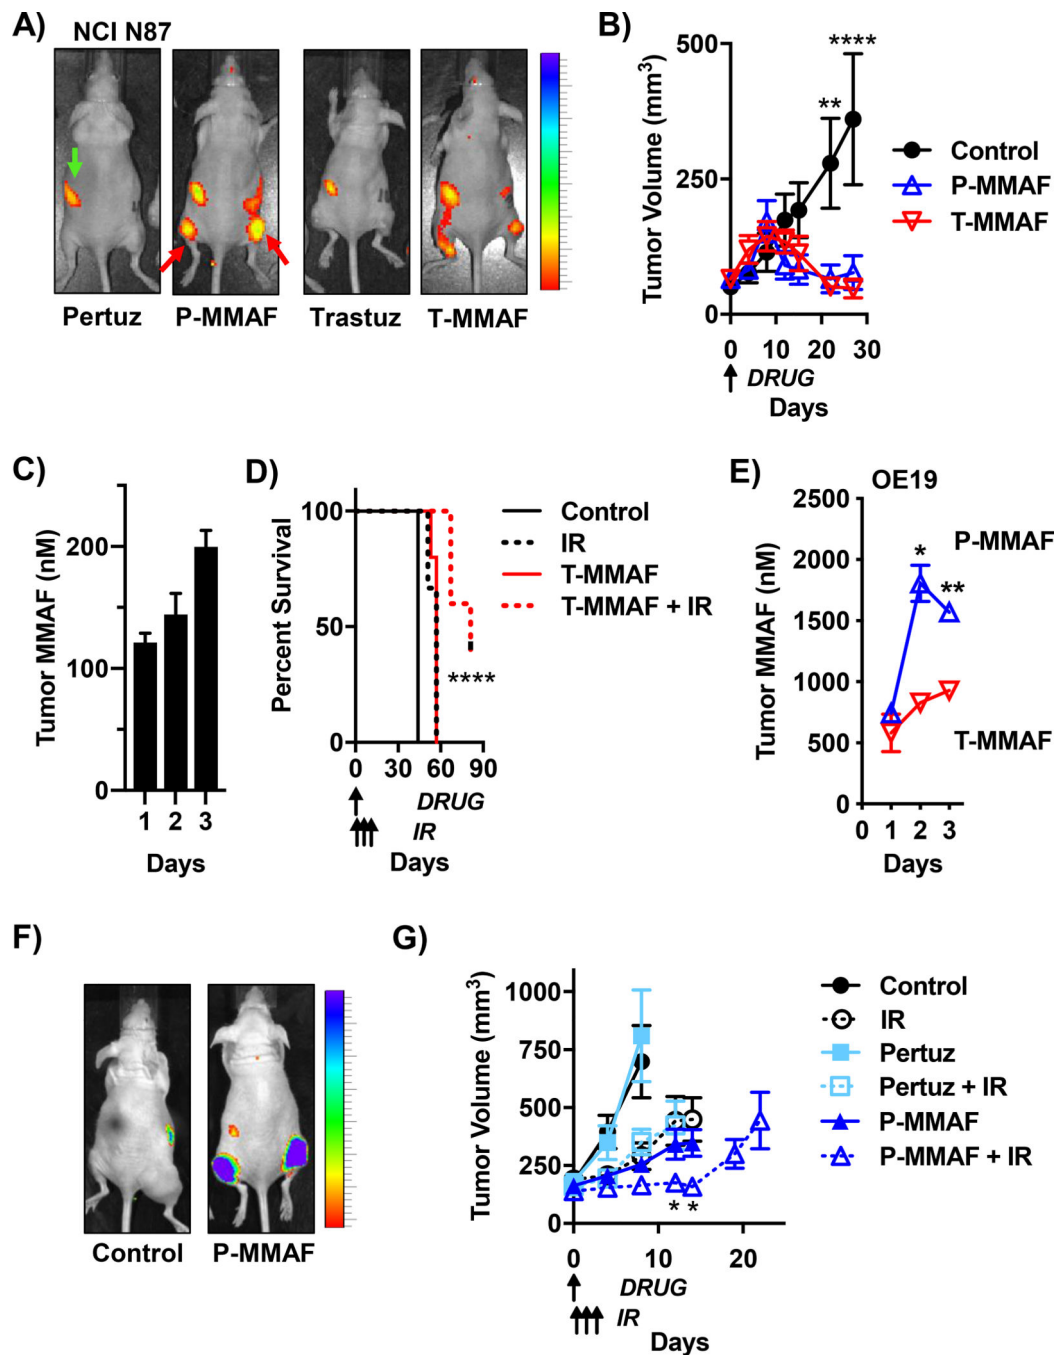 A)
NCI N87
Pertuz
P-MMAF
Trastuz
T-MMAF
B)
Tumor Volume (mm³)
500
250
0
**
****
0 10 20 30
DRUG
Days
Control
P-MMAF
T-MMAF
C)
Tumor MMAF (nM)
200
100
0
1 2 3
Days
D)
Percent Survival
100
50
0
****
0 30 60 90
DRUG
IR
Days
Control
IR
T-MMAF
T-MMAF + IR
E)
OE19
Tumor MMAF (nM)
2500
2000
1500
1000
500
0
*
**
P-MMAF
T-MMAF
0 1 2 3
Days
F)
Control
P-MMAF
G)
Tumor Volume (mm³)
1000
750
500
250
0
* *
0 10 20
DRUG
IR
Days
Control
IR
Pertuz
Pertuz + IR
P-MMAF
P-MMAF + IR